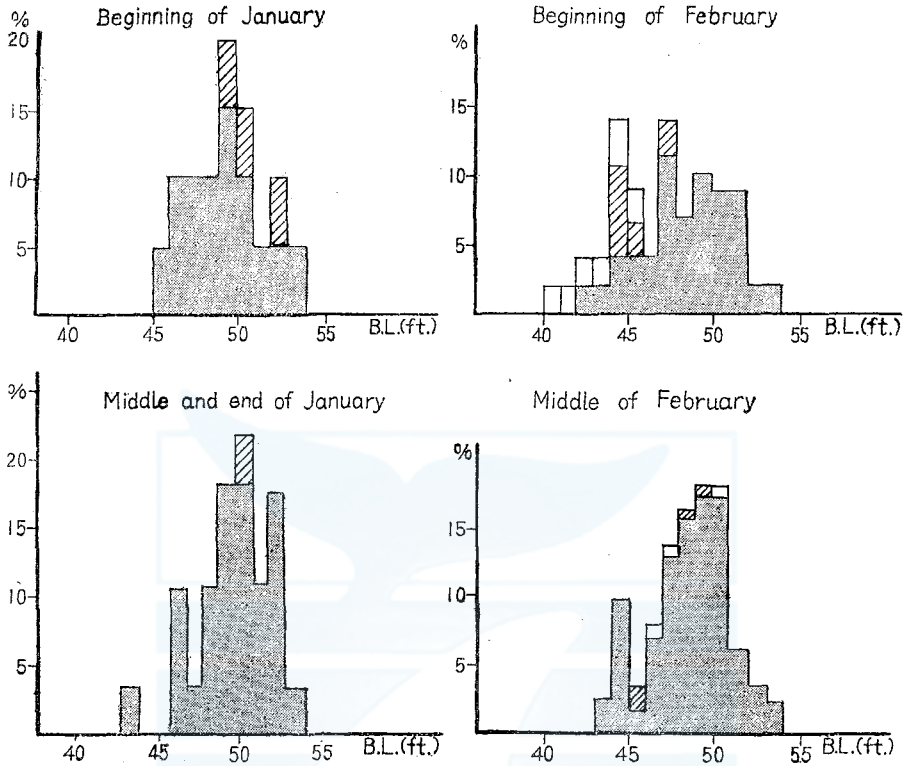 Beginning of January
%
20
15
10
5
40 45 50 55 B.L.(ft.)
Beginning of February
%
15
10
5
40 45 50 55 B.L.(ft.)
Middle and end of January
%
20
15
10
5
40 45 50 55 B.L.(ft.)
Middle of February
%
15
10
5
40 45 50 55 B.L.(ft.)